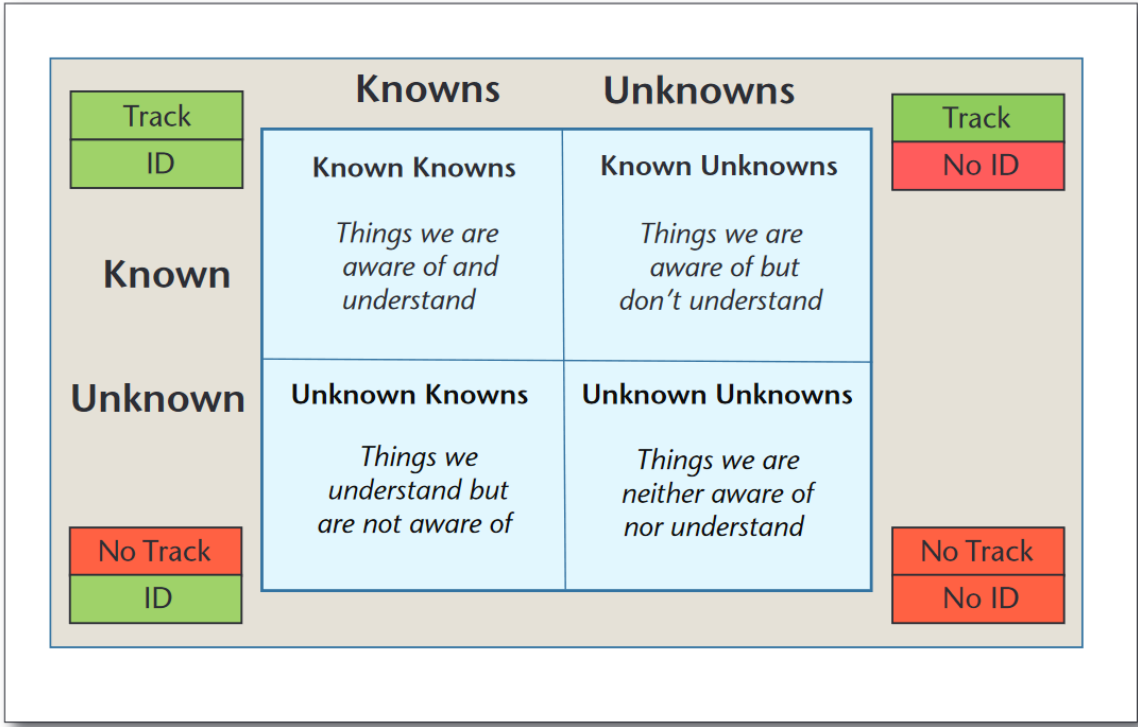 Knowns
Unknowns
Track
ID
Track
No ID
Known
Unknown
Known Knowns
Things we are
aware of and
understand
Known Unknowns
Things we are
aware of but
don’t understand
Unknown Knowns
Things we
understand but
are not aware of
Unknown Unknowns
Things we are
neither aware of
nor understand
No Track
ID
No Track
No ID